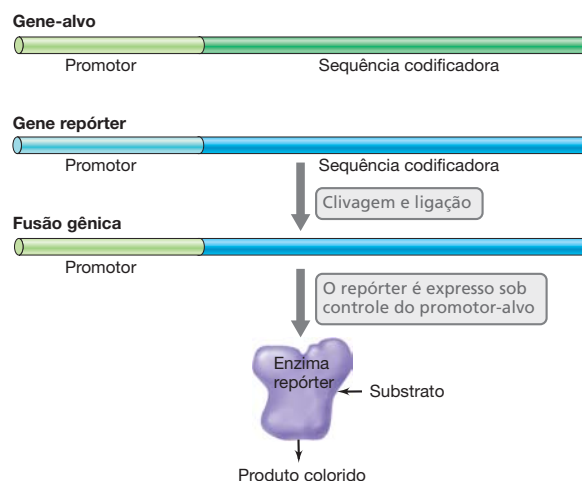 Gene-alvo
Promotor Sequência codificadora
Gene repórter
Promotor Sequência codificadora
Clivagem e ligação
Fusão gênica
Promotor
O repórter é expresso sob
controle do promotor-alvo
Enzima
repórter
Substrato
Produto colorido